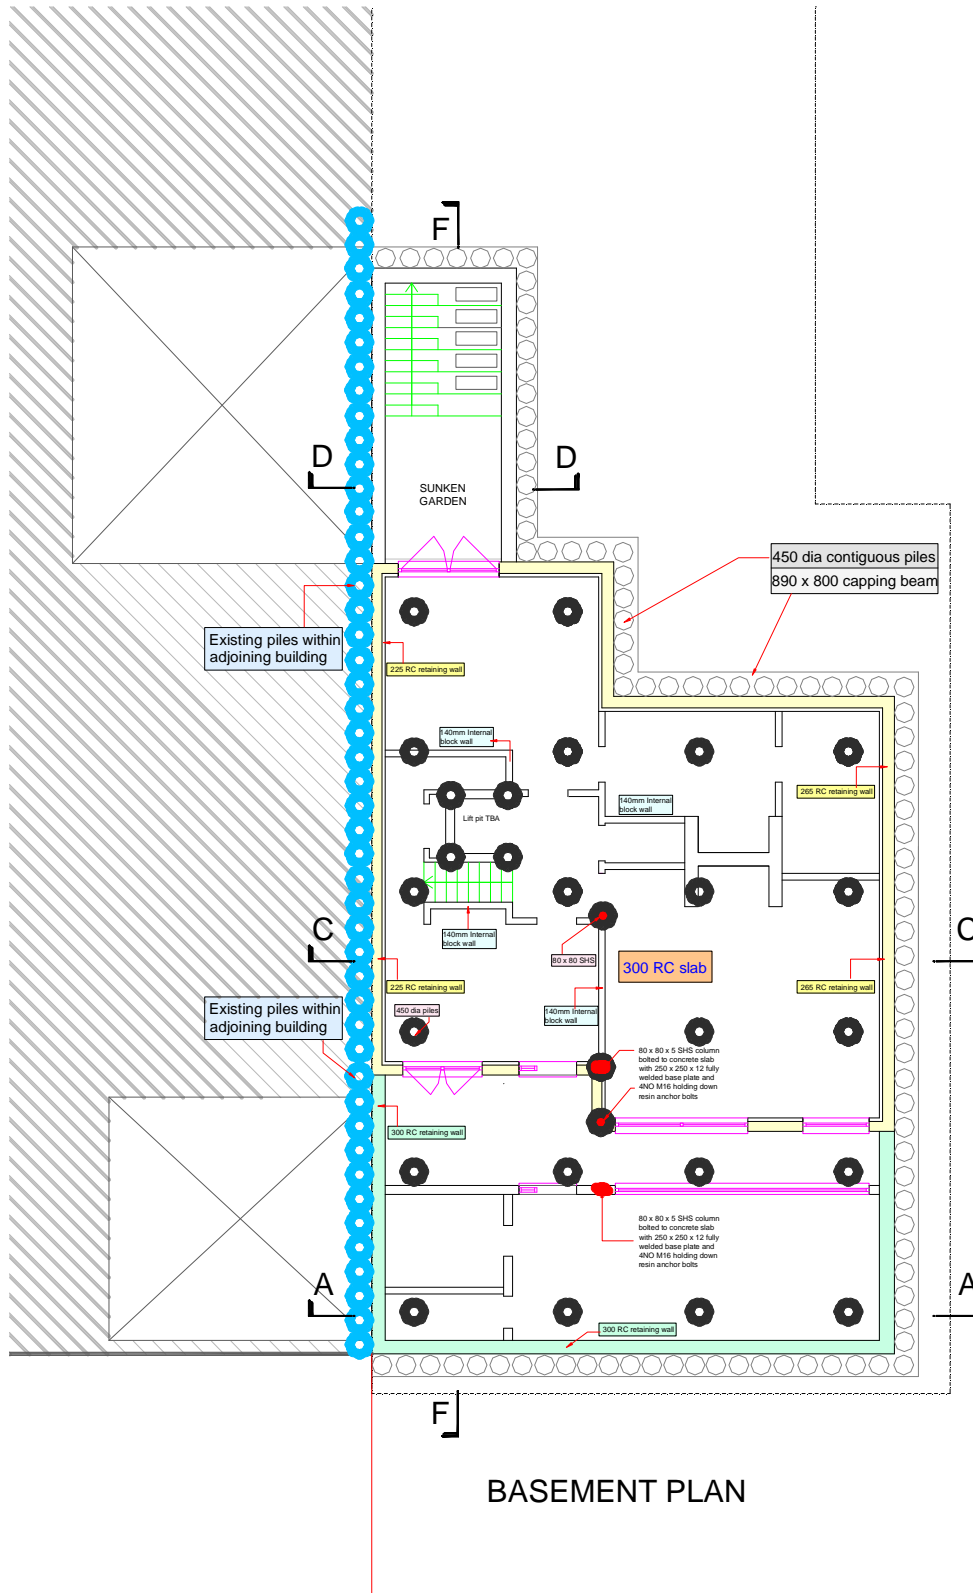 F
D
D
SUNKEN
GARDEN
450 dia contiguous piles
890 x 800 capping beam
Existing piles within
adjoining building
225 RC retaining wall
140mm Internal
block wall
265 RC retaining wall
140mm Internal
block wall
Lift pit TBA
C
C
140mm Internal
block wall
80 x 80 SHS
300 RC slab
225 RC retaining wall
265 RC retaining wall
Existing piles within
adjoining building
450 dia piles
140mm Internal
block wall
80 x 80 x 5 SHS column
bolted to concrete slab
with 250 x 250 x 12 fully
welded base plate and
4NO M16 holding down
resin anchor bolts
300 RC retaining wall
80 x 80 x 5 SHS column
bolted to concrete slab
with 250 x 250 x 12 fully
welded base plate and
4NO M16 holding down
resin anchor bolts
A
A
300 RC retaining wall
F
BASEMENT PLAN